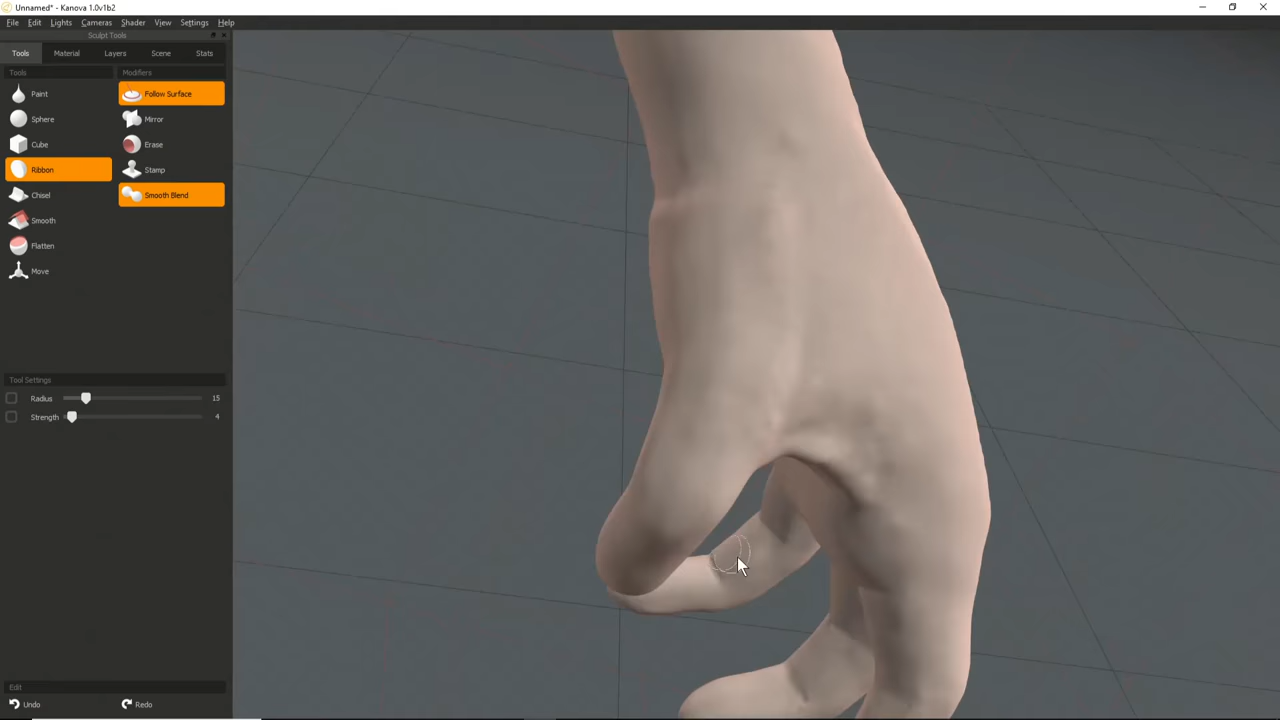 Unnamed* - Kanova 1.0v1b2
File Edit Lights Cameras Shader View Settings Help
Sculpt Tools
Tools Material Layers Scene Stats
Tools Modifiers
Paint Follow Surface
Sphere Mirror
Cube Erase
Ribbon Stamp
Chisel Smooth Blend
Smooth
Flatten
Move
Tool Settings
Radius 15
Strength 4
Edit
Undo Redo